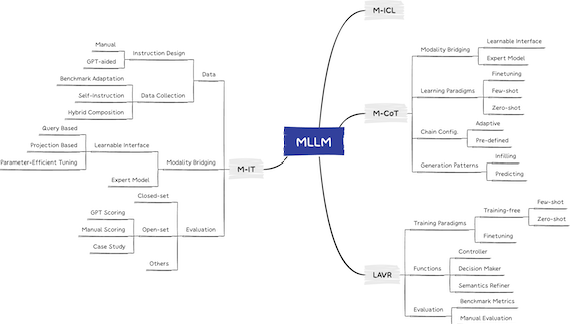 MLLM
M-ICL
M-CoT
Modality Bridging
Learnable Interface
Expert Model
Learning Paradigms
Finetuning
Few-shot
Zero-shot
Chain Config.
Adaptive
Pre-defined
Generation Patterns
Infilling
Predicting
LAVR
Training Paradigms
Training-free
Few-shot
Zero-shot
Finetuning
Functions
Controller
Decision Maker
Semantics Refiner
Evaluation
Benchmark Metrics
Manual Evaluation
M-IT
Data
Instruction Design
Manual
GPT-aided
Data Collection
Benchmark Adaptation
Self-Instruction
Hybrid Composition
Modality Bridging
Learnable Interface
Query Based
Projection Based
Parameter-Efficient Tuning
Expert Model
Evaluation
Closed-set
Open-set
GPT Scoring
Manual Scoring
Case Study
Others